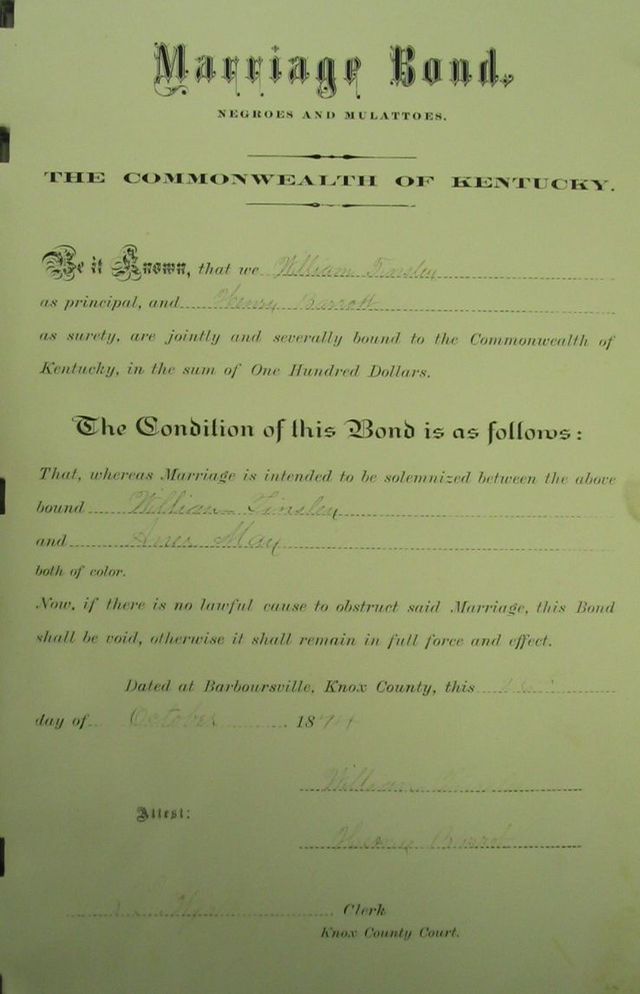 Marriage Bond,
NEGROES AND MULATTOES.
THE COMMONWEALTH OF KENTUCKY.
Be it Known, that we William Tinsley
as principal, and Henry Barrott
as surety, are jointly and severally bound to the Commonwealth of
Kentucky, in the sum of One Hundred Dollars.
The Condition of this Bond is as follows:
That, whereas Marriage is intended to be solemnized between the above
bound William Tinsley
and May
both of color.
Now, if there is no lawful cause to obstruct said Marriage, this Bond
shall be void, otherwise it shall remain in full force and effect.
Dated at Barboursville, Knox County, this
day of October 187
William
Attest:
Henry
Clerk
Knox County Court.